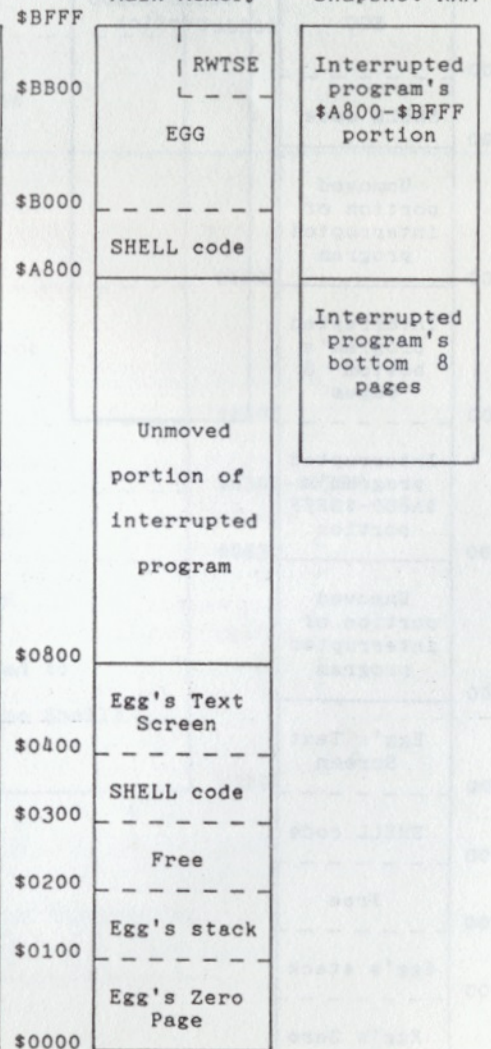 $BFFF
$BB00
$B000
$A800
$0800
$0400
$0300
$0200
$0100
$0000
RWTSE
EGG
SHELL code
Unmoved
portion of
interrupted
program
Egg's Text
Screen
SHELL code
Free
Egg's stack
Egg's Zero
Page
Interrupted
program's
$A800-$BFFF
portion
Interrupted
program's
bottom 8
pages